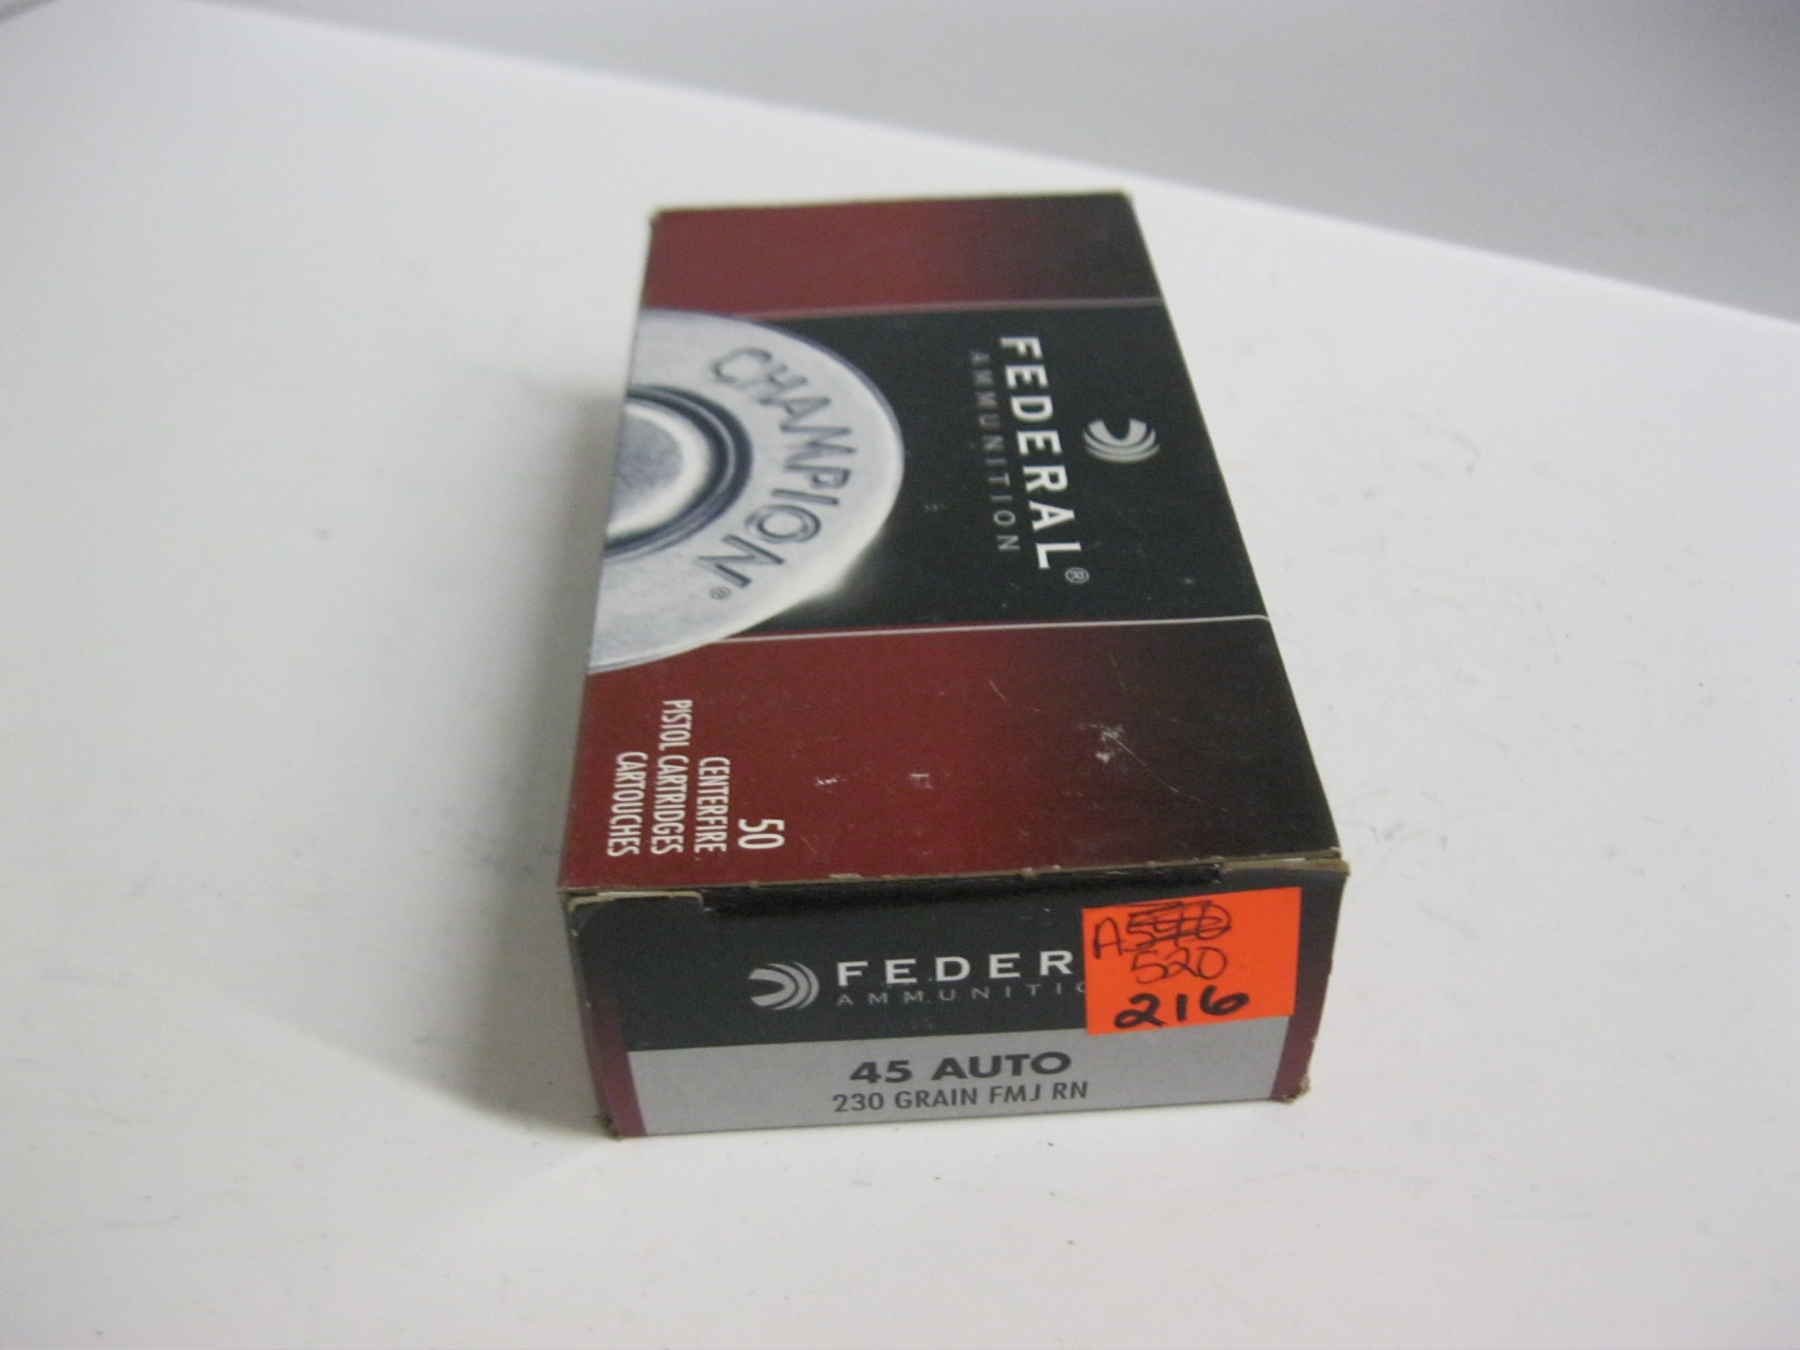 FEDERAL®
AMMUNITION
CHAMPION®
50
CENTERFIRE
PISTOL CARTRIDGES
CARTOUCHES
FEDER
AMMUNITIO
A
520
216
45 AUTO
230 GRAIN FMJ RN